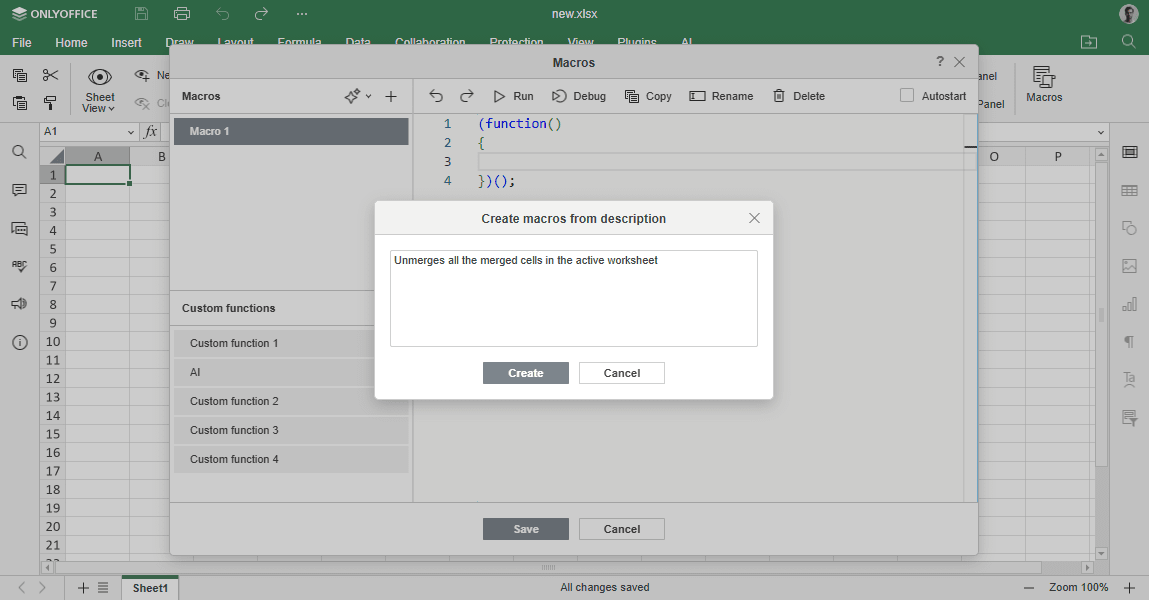 ONLYOFFICE
new.xlsx
File Home Insert Draw Layout Formula Data Collaboration Protection View Plugins AI
Macros
?
Sheet View
Macros
Run Debug Copy Rename Delete Autostart
Macros
A1
fx
Macro 1
1 (function()
2 {
3
4 })();
A B O P
1
2
3
4
5
6
7
8
9
10
11
12
13
14
15
16
17
18
19
20
21
22
Create macros from description
Unmerges all the merged cells in the active worksheet
Create Cancel
Custom functions
Custom function 1
AI
Custom function 2
Custom function 3
Custom function 4
Save Cancel
Sheet1
All changes saved
Zoom 100%